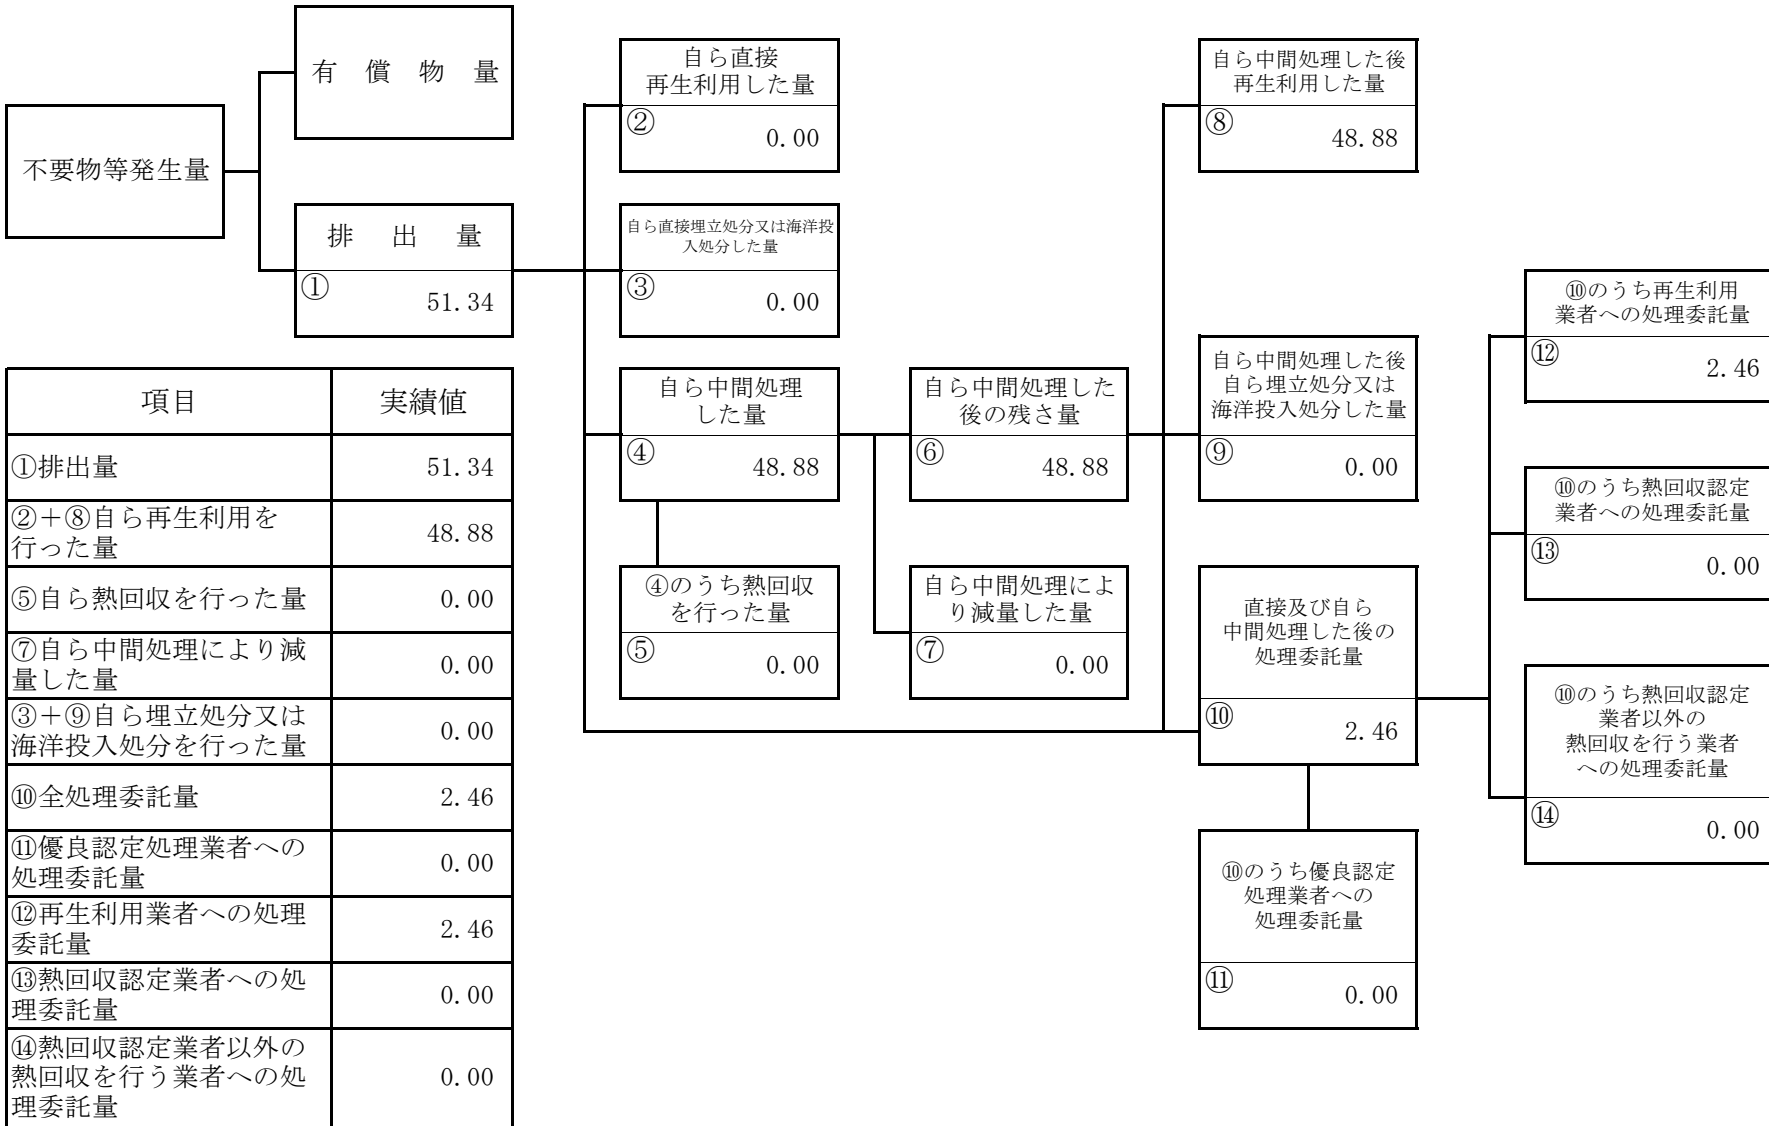 不要物等発生量
有償物量
排出量
①
51.34
自ら直接
再生利用した量
②
0.00
自ら直接埋立処分又は海洋投
入処分した量
③
0.00
自ら中間処理
した量
④
48.88
④のうち熱回収
を行った量
⑤
0.00
自ら中間処理した
後の残さ量
⑥
48.88
自ら中間処理によ
り減量した量
⑦
0.00
自ら中間処理した後
再生利用した量
⑧
48.88
自ら中間処理した後
自ら埋立処分又は
海洋投入処分した量
⑨
0.00
直接及び自ら
中間処理した後の
処理委託量
⑩
2.46
⑩のうち優良認定
処理業者への
処理委託量
⑪
0.00
⑩のうち再生利用
業者への処理委託量
⑫
2.46
⑩のうち熱回収認定
業者への処理委託量
⑬
0.00
⑩のうち熱回収認定
業者以外の
熱回収を行う業者
への処理委託量
⑭
0.00
項目 実績値
①排出量 51.34
②＋⑧自ら再生利用を
行った量 48.88
⑤自ら熱回収を行った量 0.00
⑦自ら中間処理により減
量した量 0.00
③＋⑨自ら埋立処分又は
海洋投入処分を行った量 0.00
⑩全処理委託量 2.46
⑪優良認定処理業者への
処理委託量 0.00
⑫再生利用業者への処理
委託量 2.46
⑬熱回収認定業者への処
理委託量 0.00
⑭熱回収認定業者以外の
熱回収を行う業者への処
理委託量 0.00